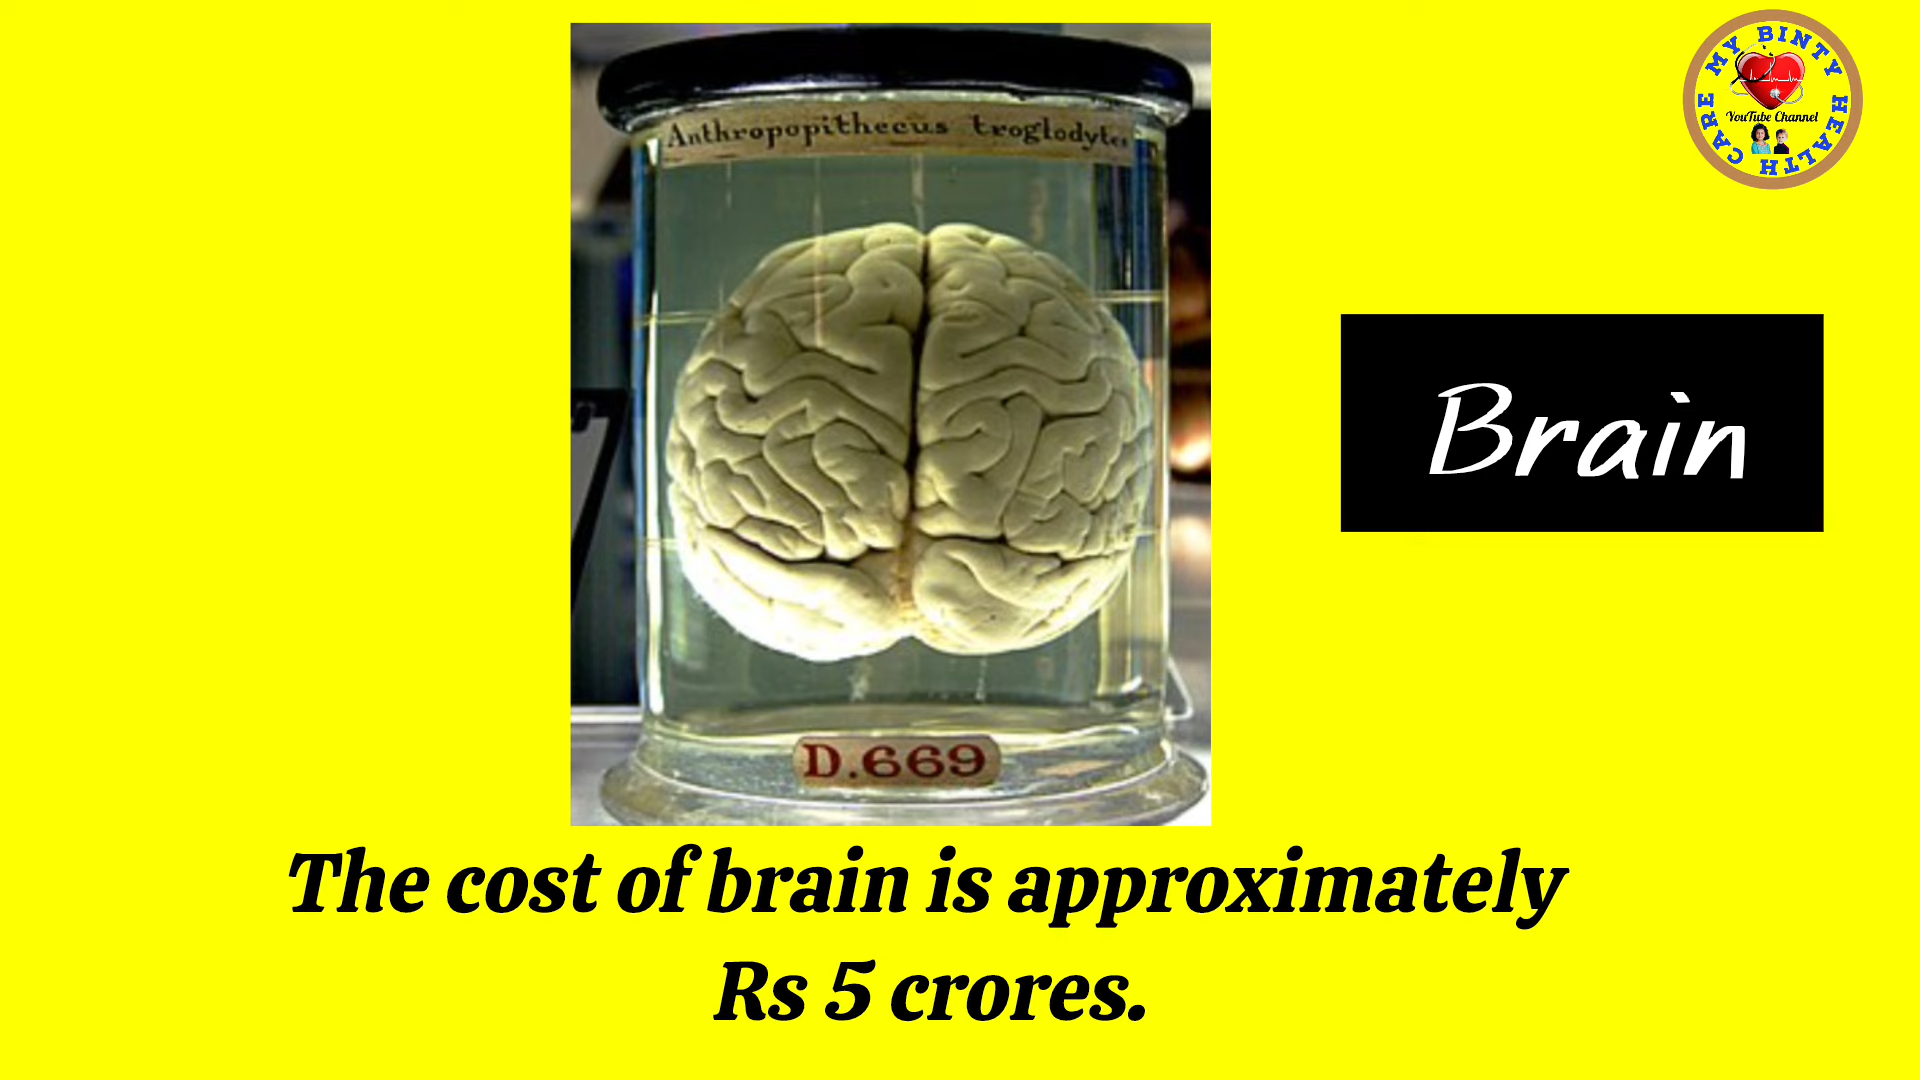 MY BINTY HEALTH CARE
YouTube Channel
Anthropopithecus troglodytes
Brain
D.669
The cost of brain is approximately
Rs 5 crores.